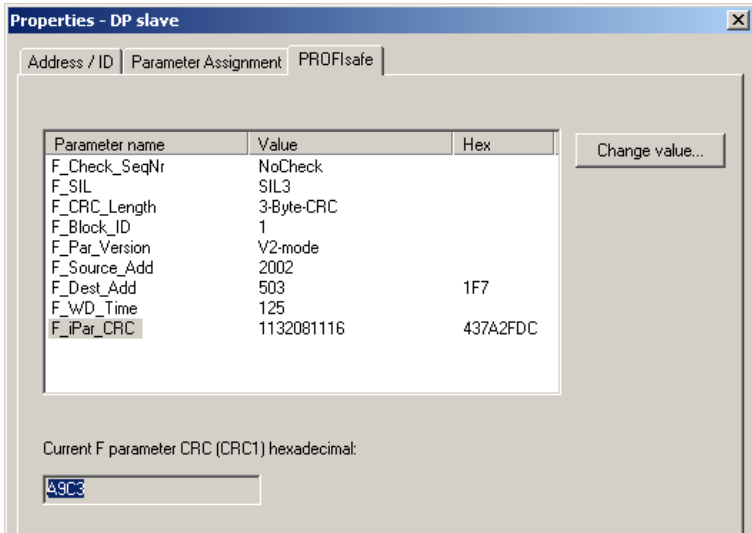 Properties - DP slave
Address / ID Parameter Assignment PROFIsafe
Parameter name Value Hex
Change value...
F_Check_SeqNr NoCheck
F_SIL SIL3
F_CRC_Length 3-Byte-CRC
F_Block_ID 1
F_Par_Version V2-mode
F_Source_Add 2002
F_Dest_Add 503 1F7
F_WD_Time 125
F_iPar_CRC 1132081116 437A2FDC
Current F parameter CRC (CRC1) hexadecimal:
A9C3